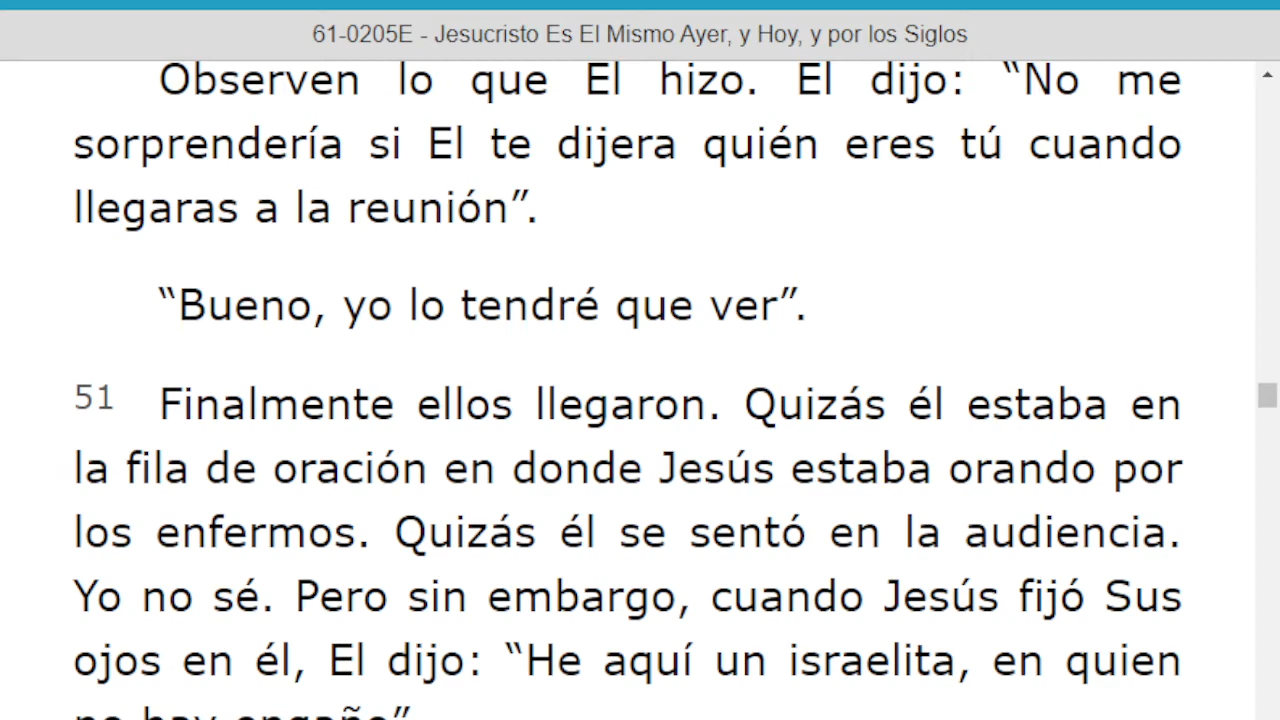 61-0205E - Jesucristo Es El Mismo Ayer, y Hoy, y por los Siglos
Observen lo que El hizo. El dijo: “No me
sorprendería si El te dijera quién eres tú cuando
llegaras a la reunión”.
“Bueno, yo lo tendré que ver”.
51 Finalmente ellos llegaron. Quizás él estaba en
la fila de oración en donde Jesús estaba orando por
los enfermos. Quizás él se sentó en la audiencia.
Yo no sé. Pero sin embargo, cuando Jesús fijó Sus
ojos en él, El dijo: “He aquí un israelita, en quien
no hay engaño”